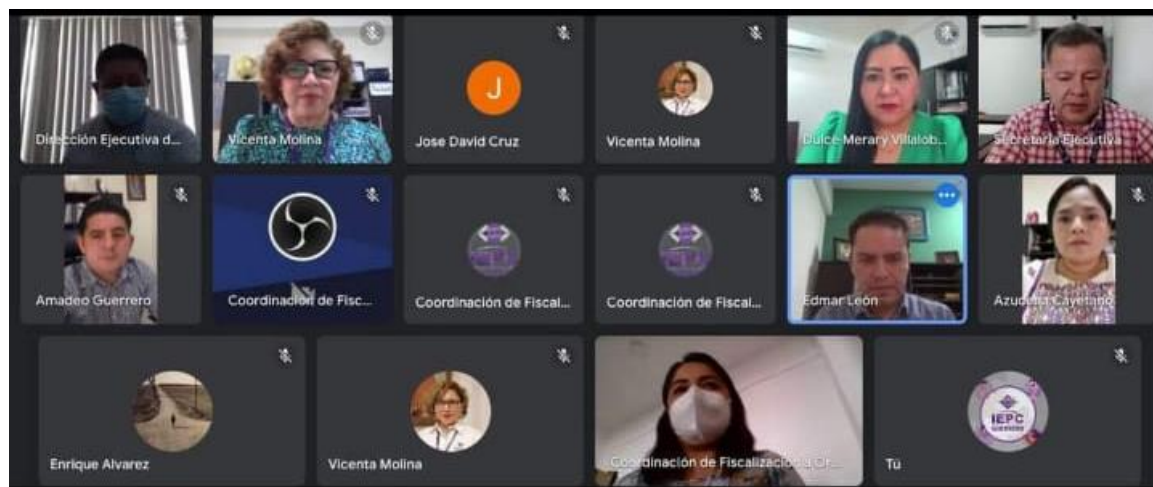 Dirección Ejecutiva d...
Vicenta Molina
J
Jose David Cruz
Vicenta Molina
Dulce Merary Villalob...
Secretaría Ejecutiva
Amadeo Guerrero
Coordinación de Fisc...
Coordinación de Fiscal...
Coordinación de Fiscal...
Edmar León
Azucena Cayetano
Enrique Alvarez
Vicenta Molina
Coordinación de Fiscalización a Or...
IEPC
GUERRERO
Tú